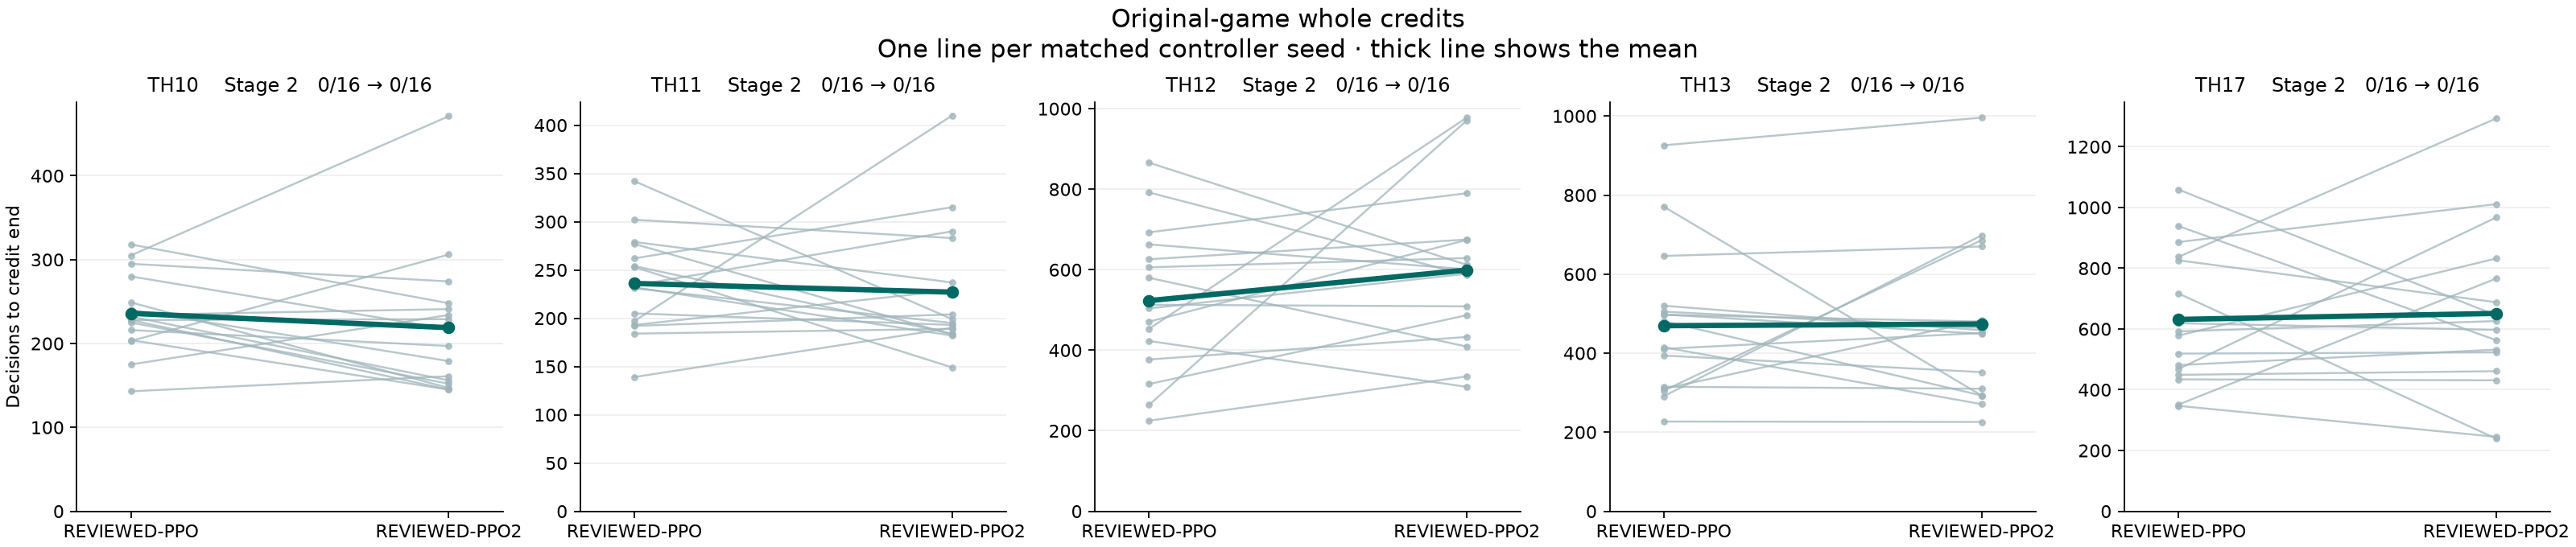 Original-game whole credits
One line per matched controller seed · thick line shows the mean
TH10 Stage 2 0/16 → 0/16
Decisions to credit end
400
300
200
100
0
REVIEWED-PPO REVIEWED-PPO2
TH11 Stage 2 0/16 → 0/16
400
350
300
250
200
150
100
50
0
REVIEWED-PPO REVIEWED-PPO2
TH12 Stage 2 0/16 → 0/16
1000
800
600
400
200
0
REVIEWED-PPO REVIEWED-PPO2
TH13 Stage 2 0/16 → 0/16
1000
800
600
400
200
0
REVIEWED-PPO REVIEWED-PPO2
TH17 Stage 2 0/16 → 0/16
1200
1000
800
600
400
200
0
REVIEWED-PPO REVIEWED-PPO2